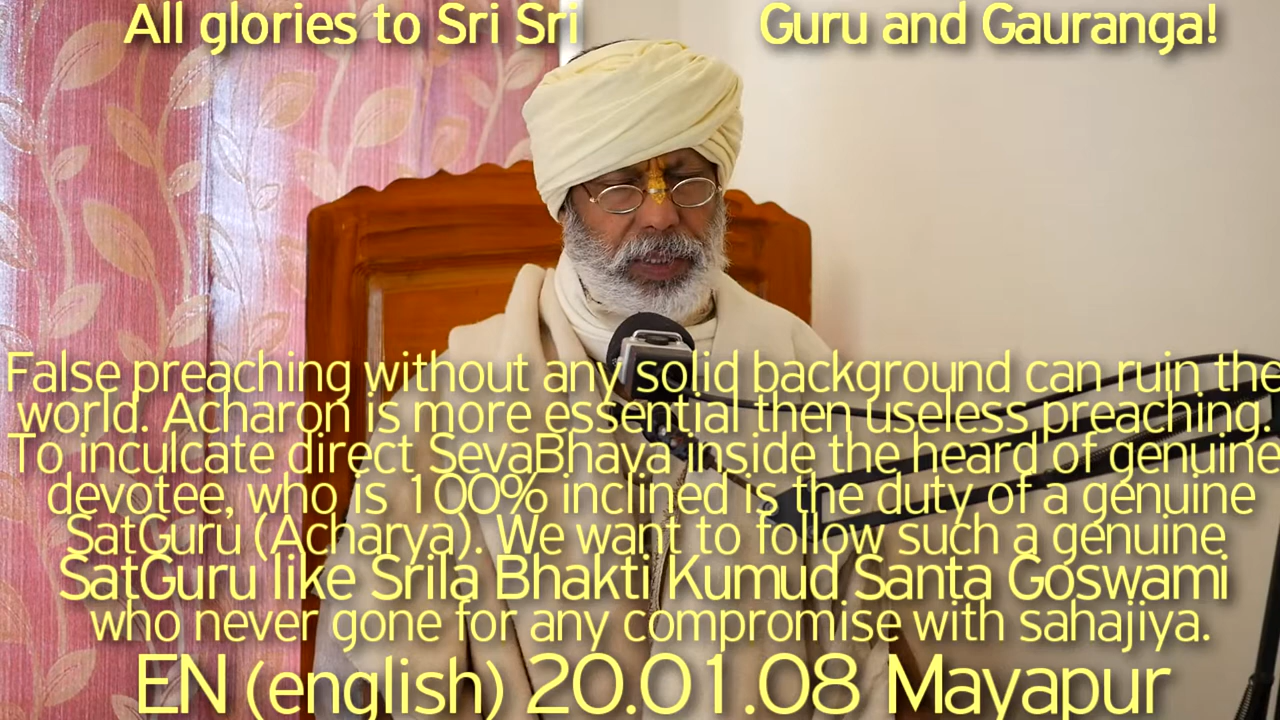 All glories to Sri Sri Guru and Gauranga!
False preaching without any solid background can ruin the
world. Acharon is more essential then useless preaching.
To inculcate direct SevaBhava inside the heard of genuine
devotee, who is 100% inclined is the duty of a genuine
SatGuru (Acharya). We want to follow such a genuine
SatGuru like Srila Bhakti Kumud Santa Goswami
who never gone for any compromise with sahajiya.
EN (english) 20.01.08 Mayapur